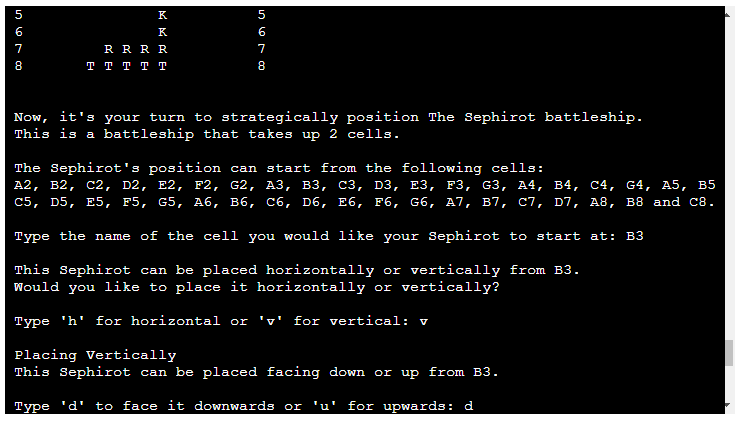 5 K 5
6 K 6
7 R R R R 7
8 T T T T T 8
Now, it's your turn to strategically position The Sephirot battleship.
This is a battleship that takes up 2 cells.
The Sephirot's position can start from the following cells:
A2, B2, C2, D2, E2, F2, G2, A3, B3, C3, D3, E3, F3, G3, A4, B4, C4, G4, A5, B5
C5, D5, E5, F5, G5, A6, B6, C6, D6, E6, F6, G6, A7, B7, C7, D7, A8, B8 and C8.
Type the name of the cell you would like your Sephirot to start at: B3
This Sephirot can be placed horizontally or vertically from B3.
Would you like to place it horizontally or vertically?
Type 'h' for horizontal or 'v' for vertical: v
Placing Vertically
This Sephirot can be placed facing down or up from B3.
Type 'd' to face it downwards or 'u' for upwards: d